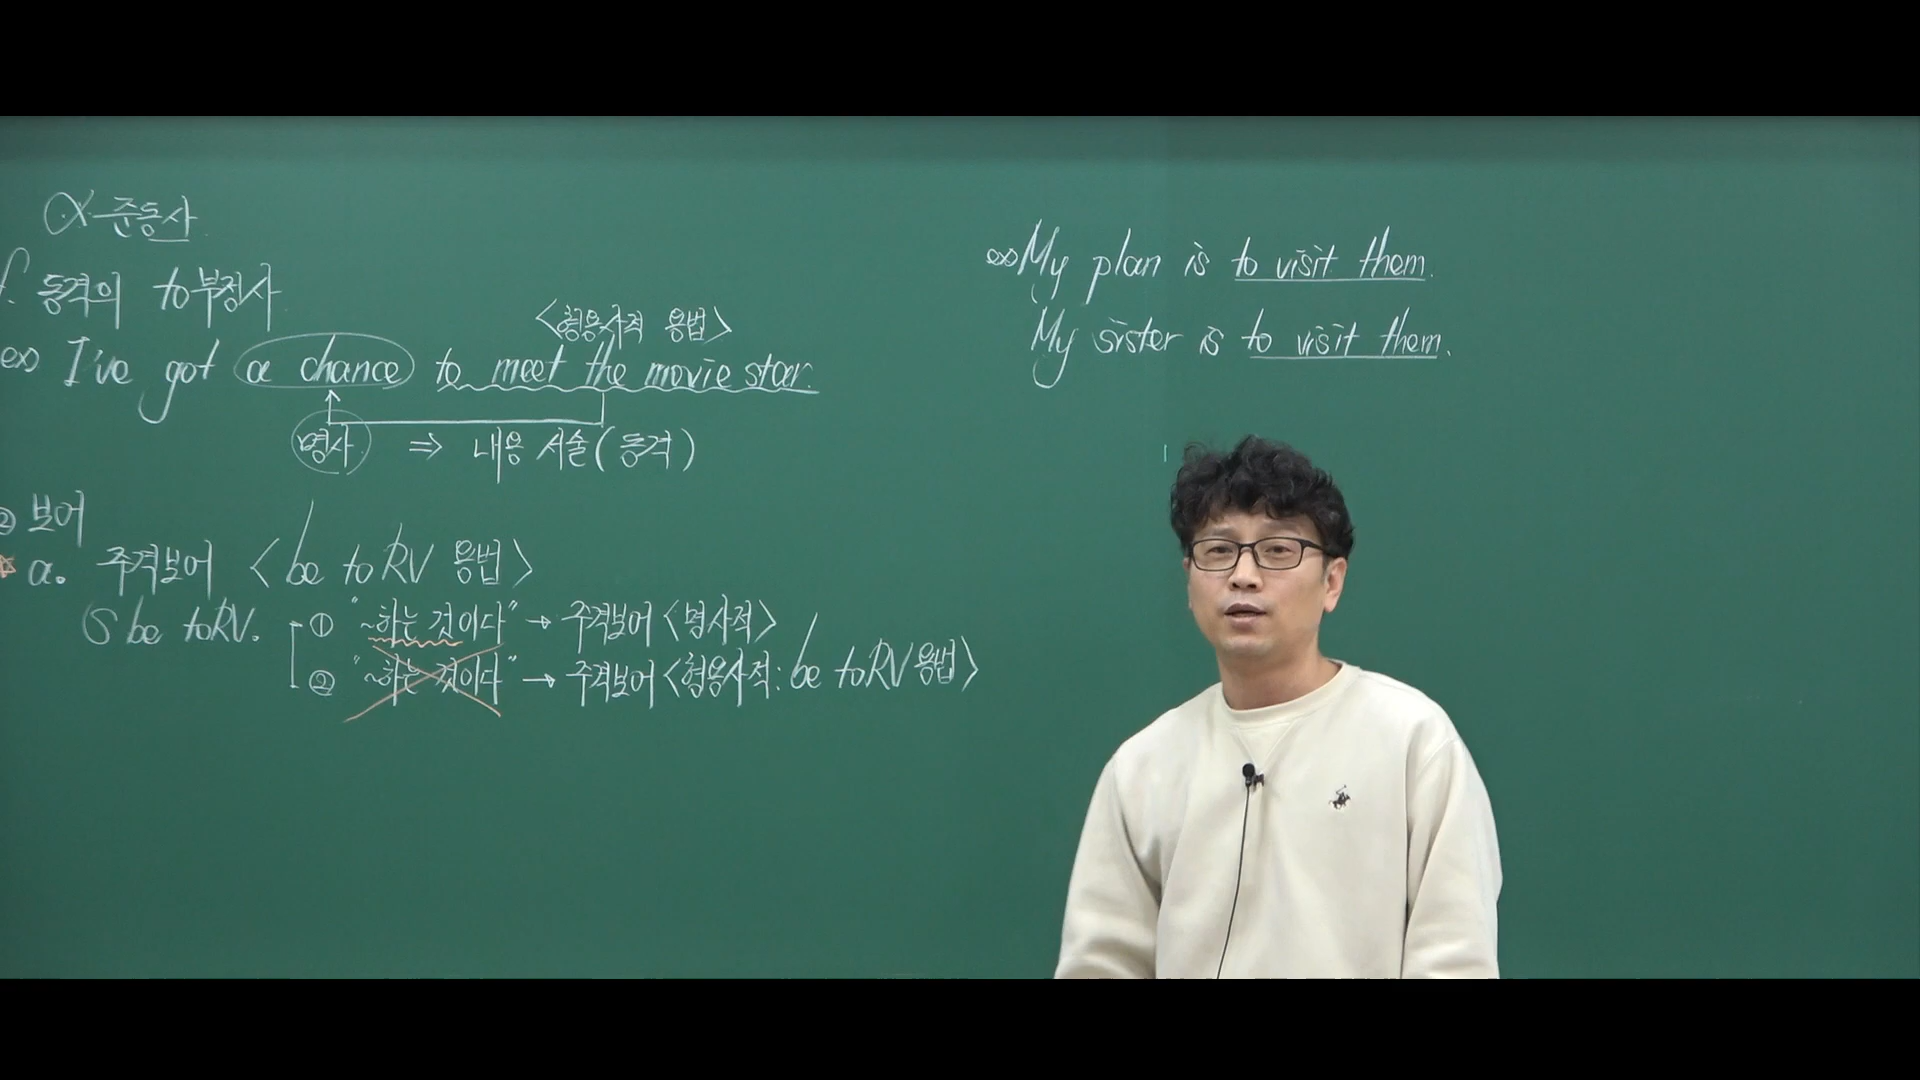 α-준동사
f. 동격의 to부정사
<형용사적 용법>
ex) I've got a chance to meet the movie star.
명사 ⇒ 내용 서술(동격)
② 보어
☆ a. 주격보어 <be to RV 용법>
S be to RV. ① "~하는 것이다" → 주격보어<명사적>
② "~하는 것이다" → 주격보어<형용사적: be to RV 용법>
ex) My plan is to visit them.
My sister is to visit them.